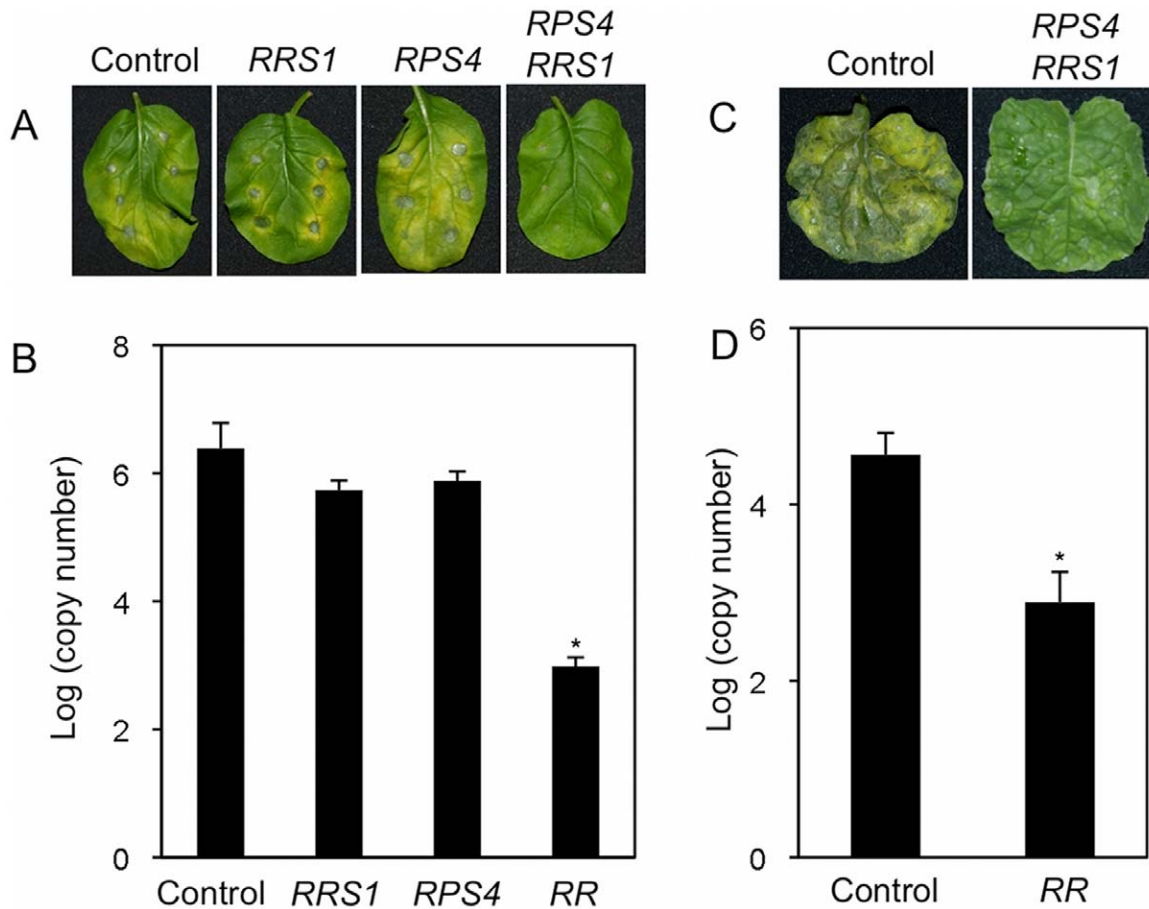 A
Control
RRS1
RPS4
RPS4
RRS1
C
Control
RPS4
RRS1
B
8
6
4
2
0
Log (copy number)
*
Control RRS1 RPS4 RR
D
6
4
2
0
Log (copy number)
*
Control RR